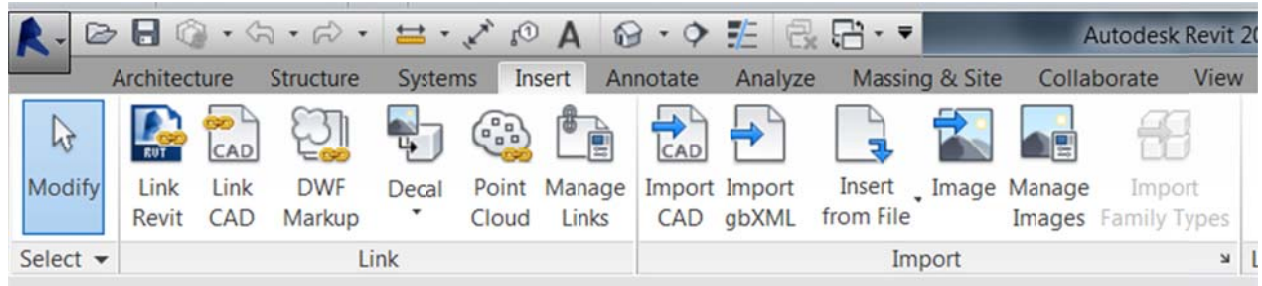 Autodesk Revit 20
Architecture Structure Systems Insert Annotate Analyze Massing & Site Collaborate View
RVT CAD CAD
Modify Link Link DWF Decal Point Manage Import Import Insert Image Manage Import
Revit CAD Markup Cloud Links CAD gbXML from File Images Family Types
Select Link Import L